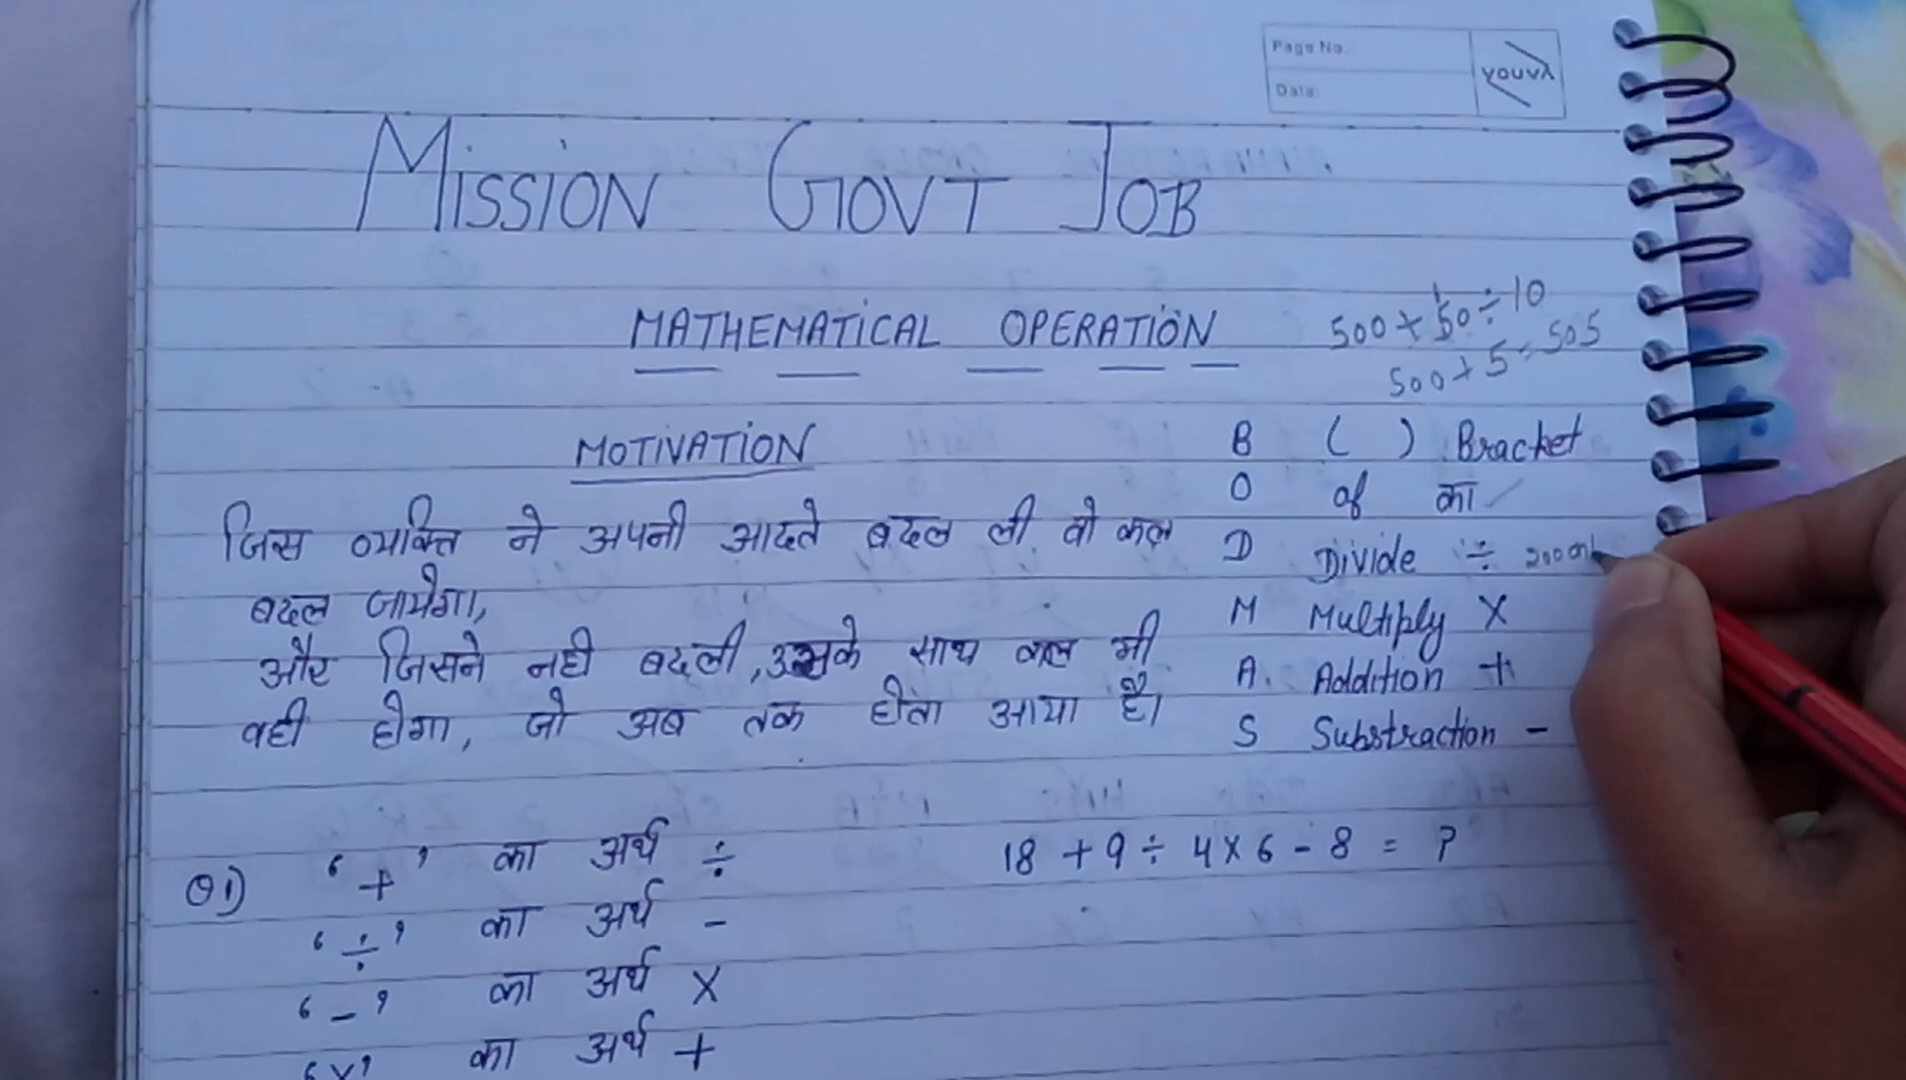 Page No.
Date:
YOUVA
MISSION GOVT JOB
MATHEMATICAL OPERATION
500 + 50 ÷ 10
500 + 5 = 505
MOTIVATION
जिस व्यक्ति ने अपनी आदते बदल ली वो कल
बदल जायेगा,
और जिसने नही बदली, उसके साथ कल भी
वही होगा, जो अब तक होता आया है।
B ( ) Bracket
O of का
D Divide ÷ 200 का
M Multiply X
A. Addition +
S Substraction -
Q1) ‘+’ का अर्थ ÷
18 + 9 ÷ 4 x 6 - 8 = ?
‘÷’ का अर्थ -
‘-’ का अर्थ X
‘x’ का अर्थ +